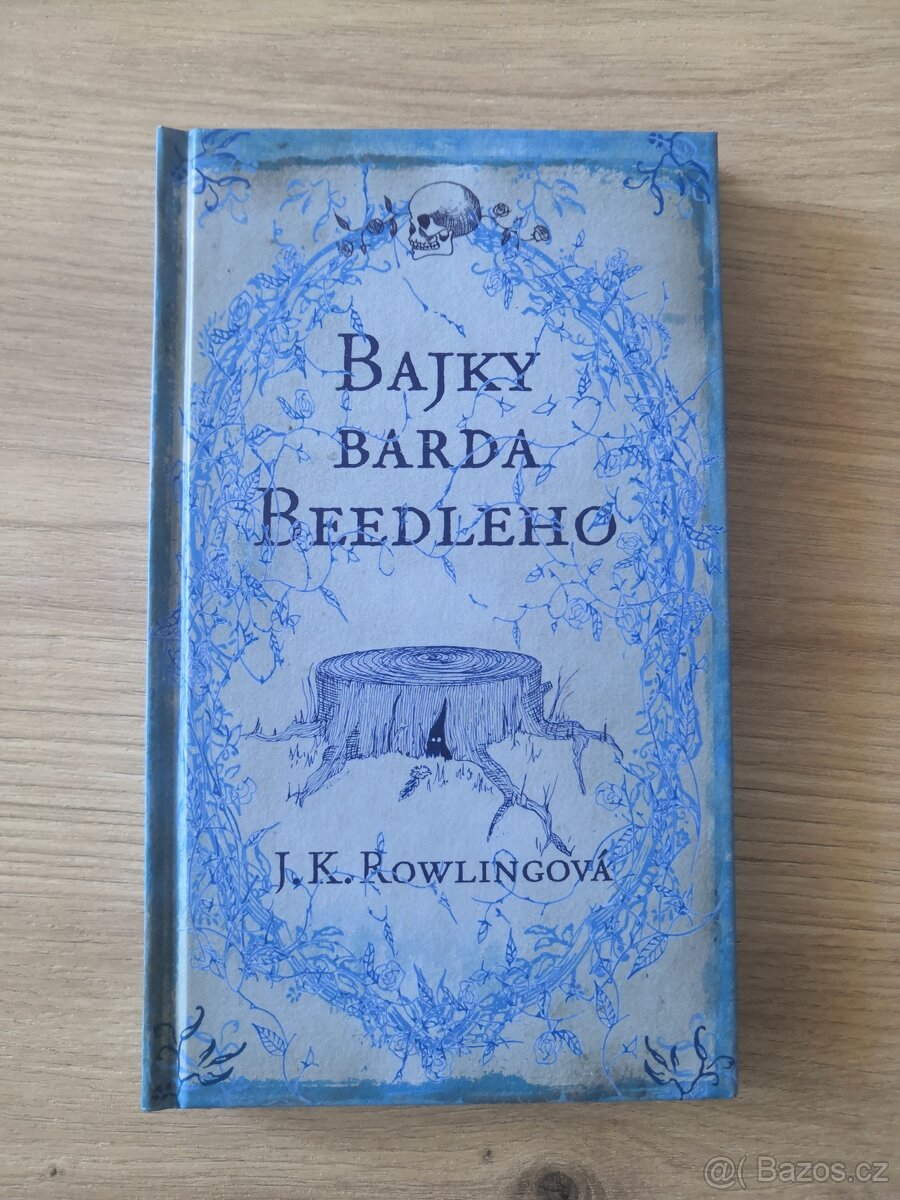 Bajky
barda
Beedleho
J. K. Rowlingová
@( Bazos.cz